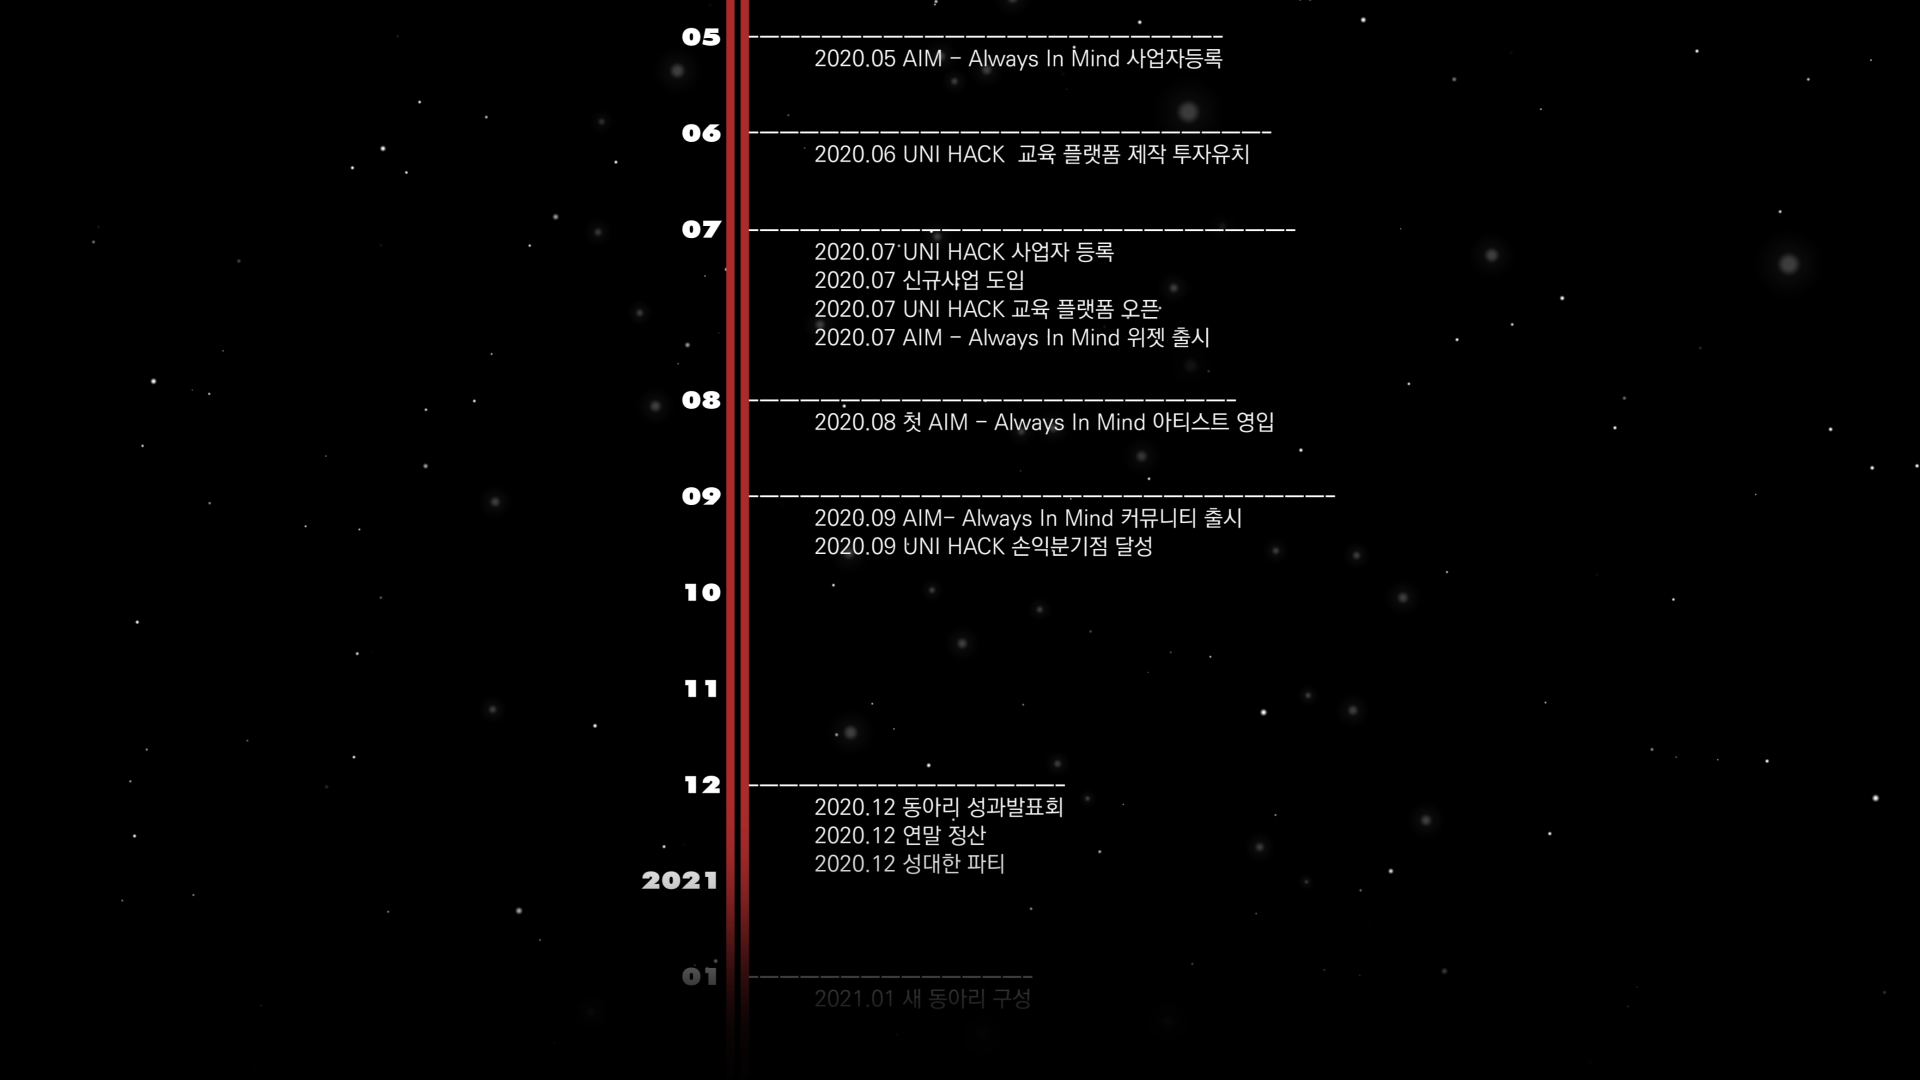 05
2020.05 AIM - Always In Mind 사업자등록
06
2020.06 UNI HACK 교육 플랫폼 제작 투자유치
07
2020.07 UNI HACK 사업자 등록
2020.07 신규사업 도입
2020.07 UNI HACK 교육 플랫폼 오픈
2020.07 AIM - Always In Mind 위젯 출시
08
2020.08 첫 AIM - Always In Mind 아티스트 영입
09
2020.09 AIM- Always In Mind 커뮤니티 출시
2020.09 UNI HACK 손익분기점 달성
10
11
12
2020.12 동아리 성과발표회
2020.12 연말 정산
2020.12 성대한 파티
2021
01
2021.01 새 동아리 구성